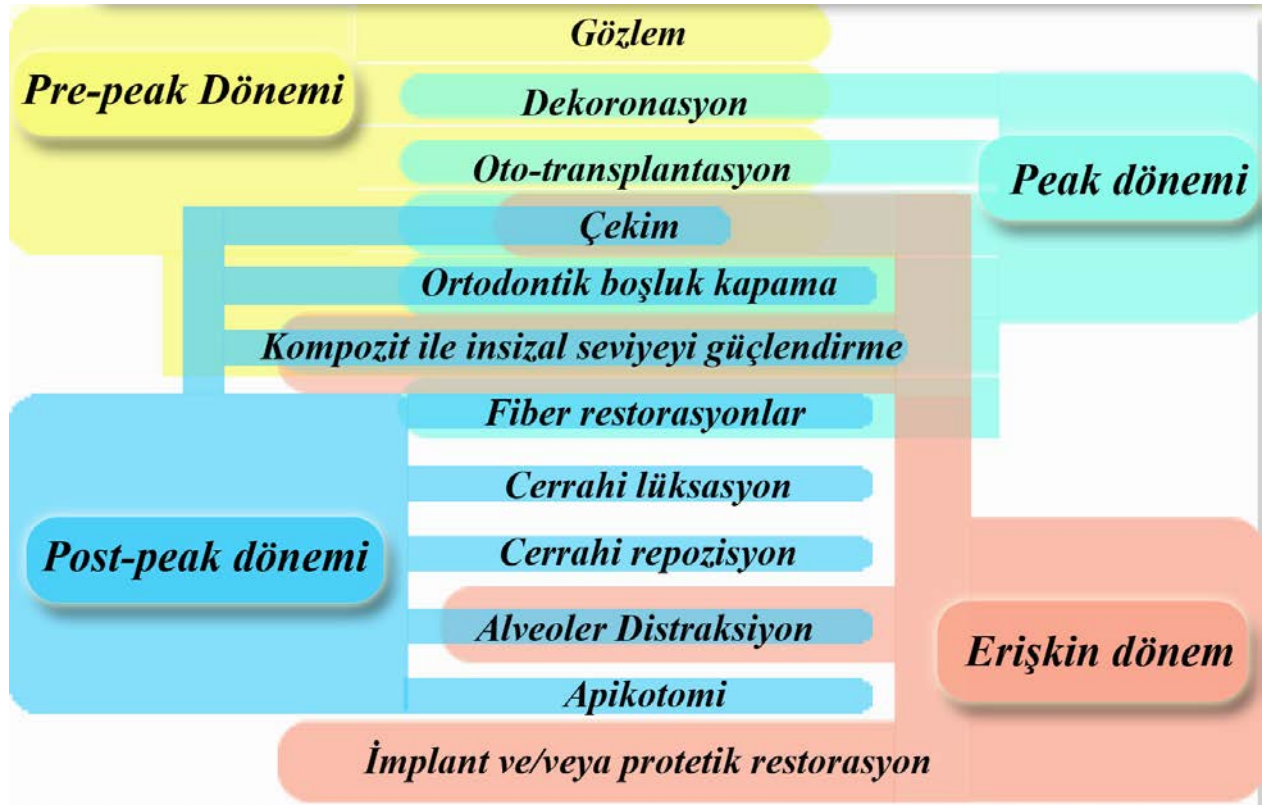 Gözlem
Pre-peak Dönemi
Dekoronasyon
Oto-transplantasyon
Peak dönemi
Çekim
Ortodontik boşluk kapama
Kompozit ile insizal seviyeyi güçlendirme
Fiber restorasyonlar
Cerrahi lüksasyon
Post-peak dönemi
Cerrahi repozisyon
Alveoler Distraksiyon
Erişkin dönem
Apikotomi
İmplant ve/veya protetik restorasyon